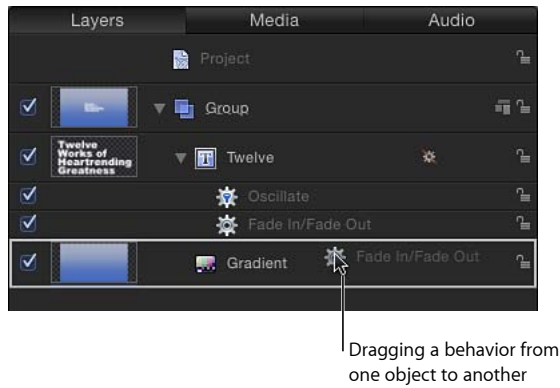 Layers Media Audio
Project
Group
Twelve
Works of
Heartrending
Greatness
Twelve
Oscillate
Fade In/Fade Out
Gradient
Fade In/Fade Out
Dragging a behavior from
one object to another